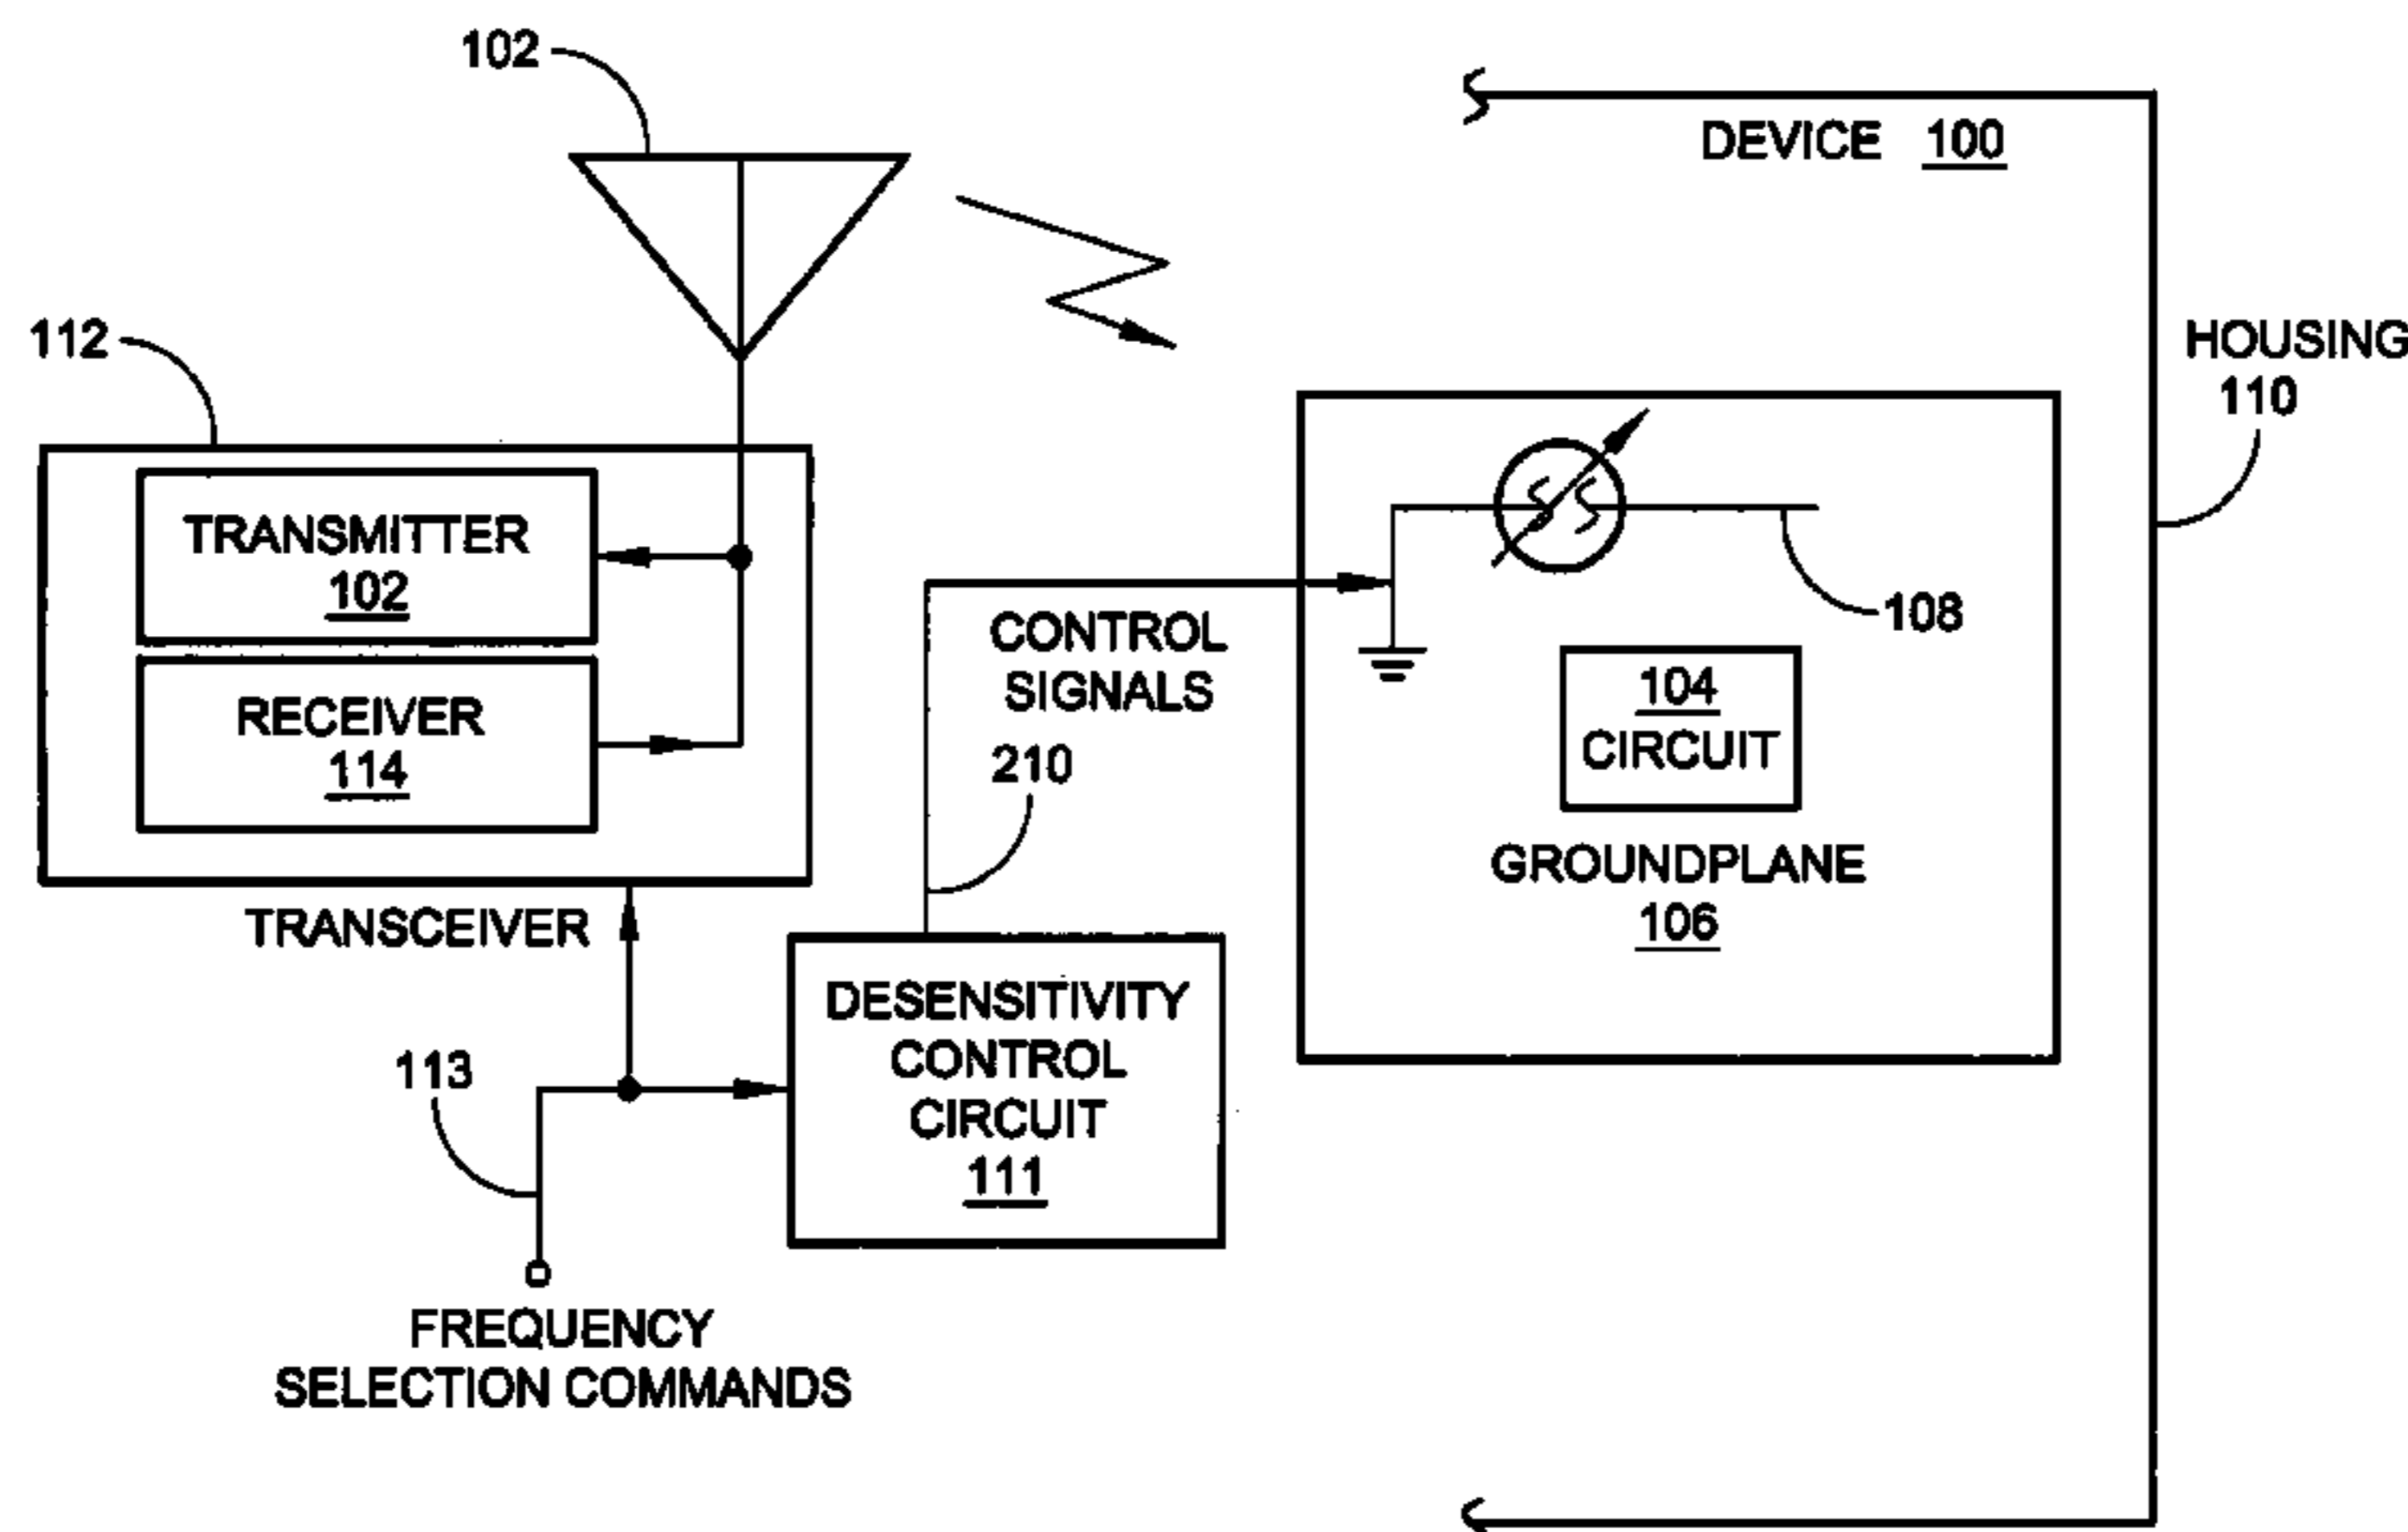 102
DEVICE 100
112
HOUSING
110
TRANSMITTER
102
RECEIVER
114
TRANSCEIVER
CONTROL
SIGNALS
210
108
104
CIRCUIT
GROUNDPLANE
106
113
DESENSITIVITY
CONTROL
CIRCUIT
111
FREQUENCY
SELECTION COMMANDS